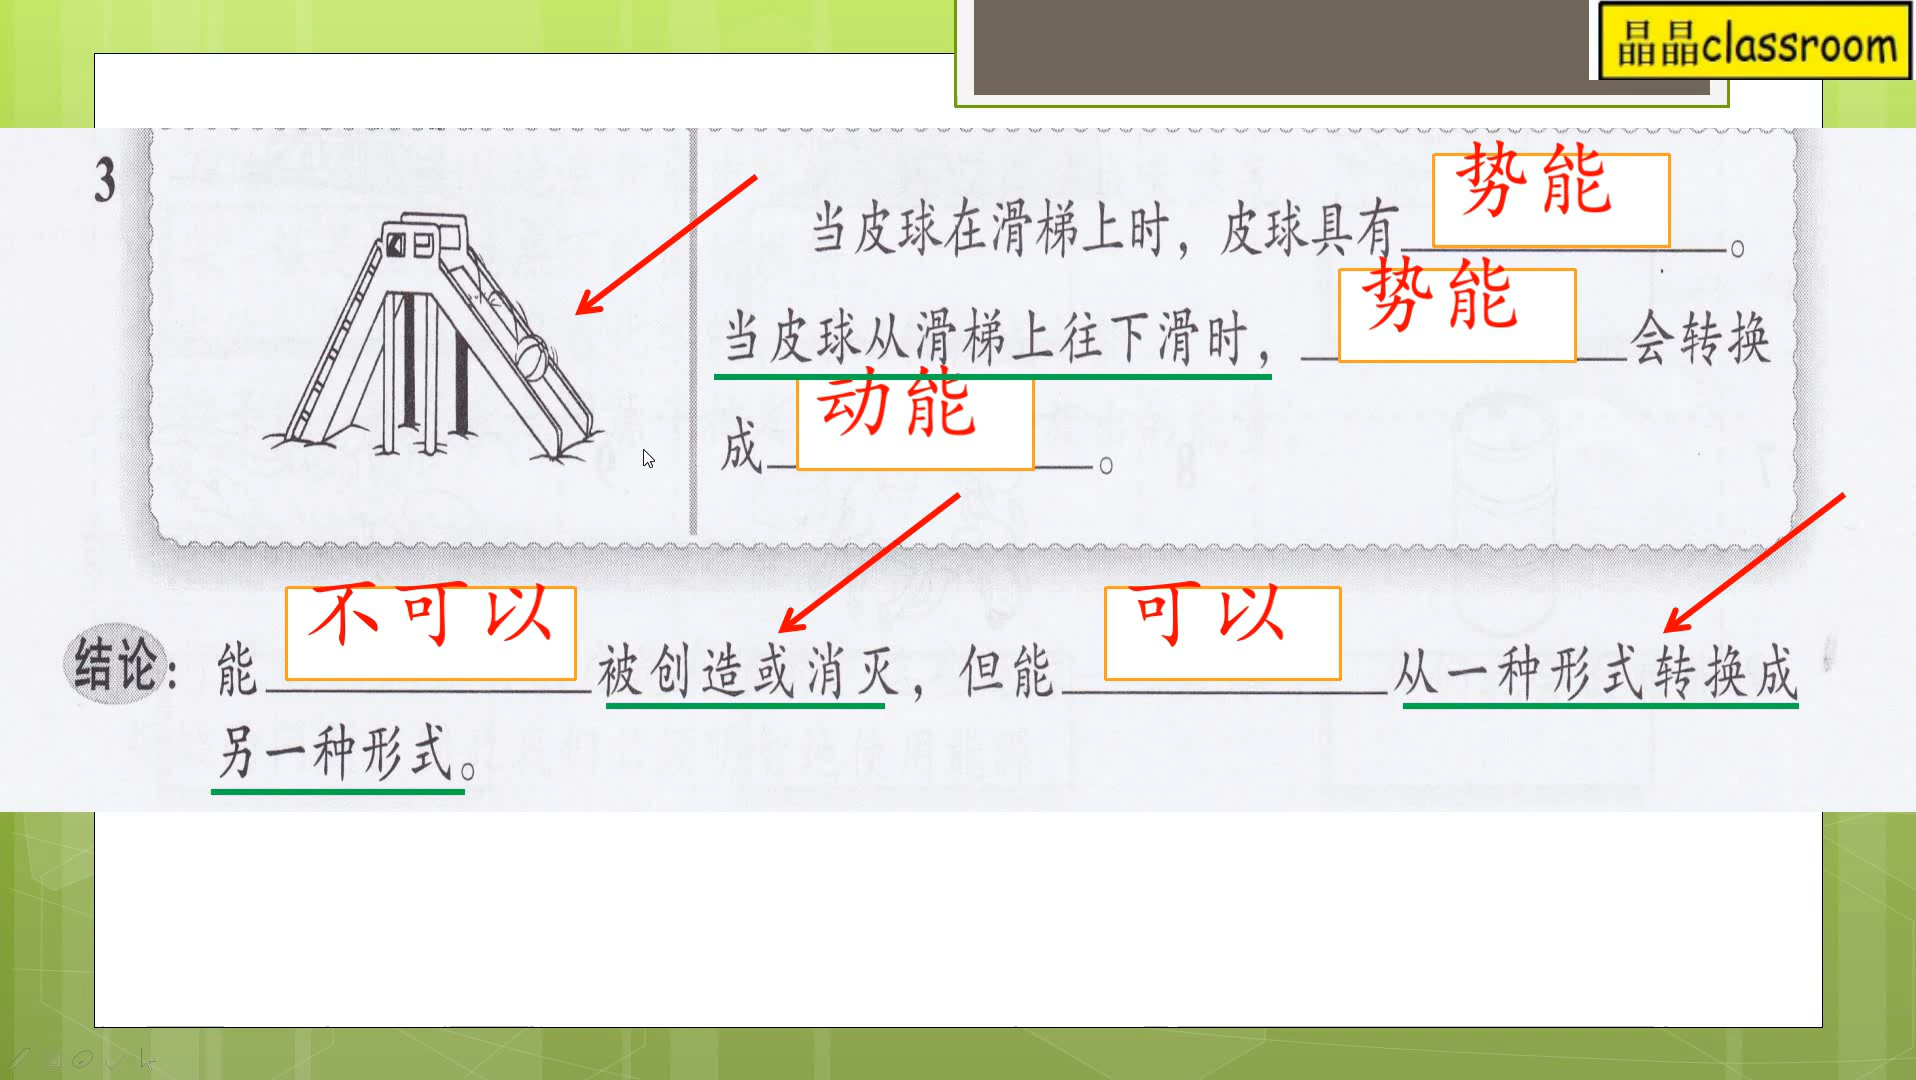 晶晶classroom
3
当皮球在滑梯上时，皮球具有势能。
当皮球从滑梯上往下滑时，势能会转换
成动能。
结论：能不可以被创造或消灭，但能可以从一种形式转换成
另一种形式。